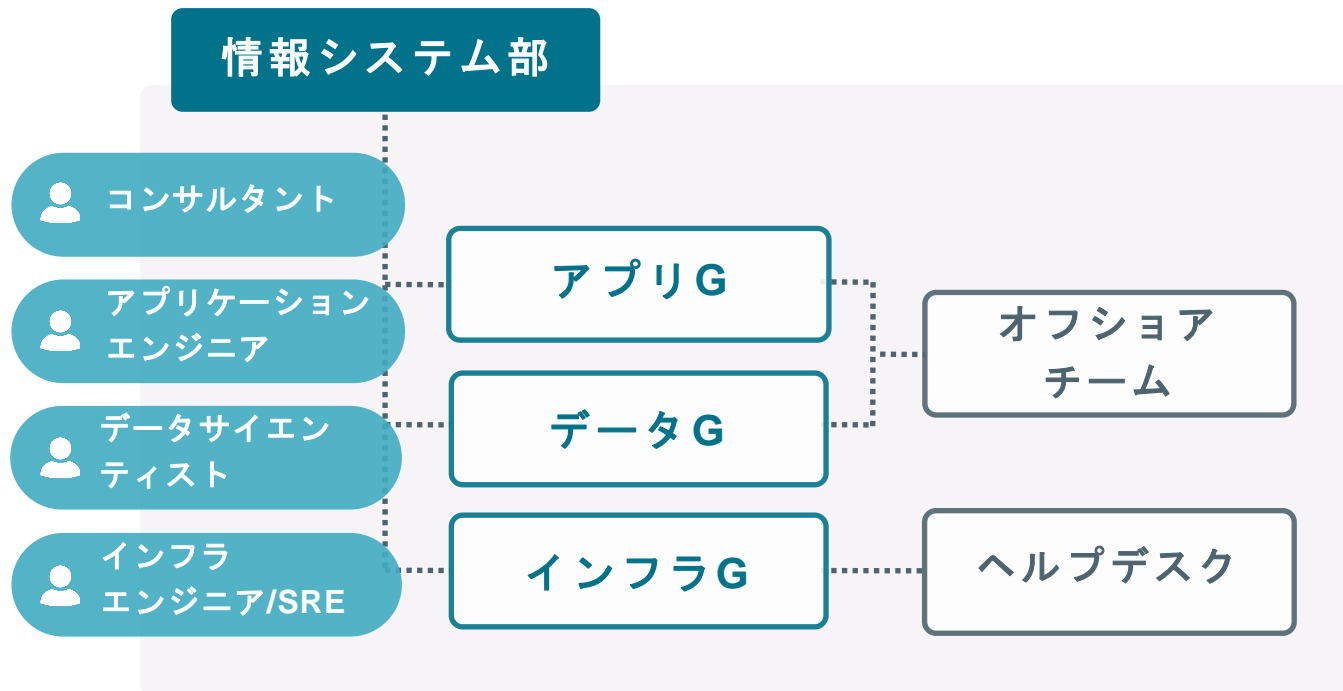 情報システム部
コンサルタント
アプリケーション
エンジニア
データサイエン
ティスト
インフラ
エンジニア/SRE
アプリG
データG
インフラG
オフショア
チーム
ヘルプデスク